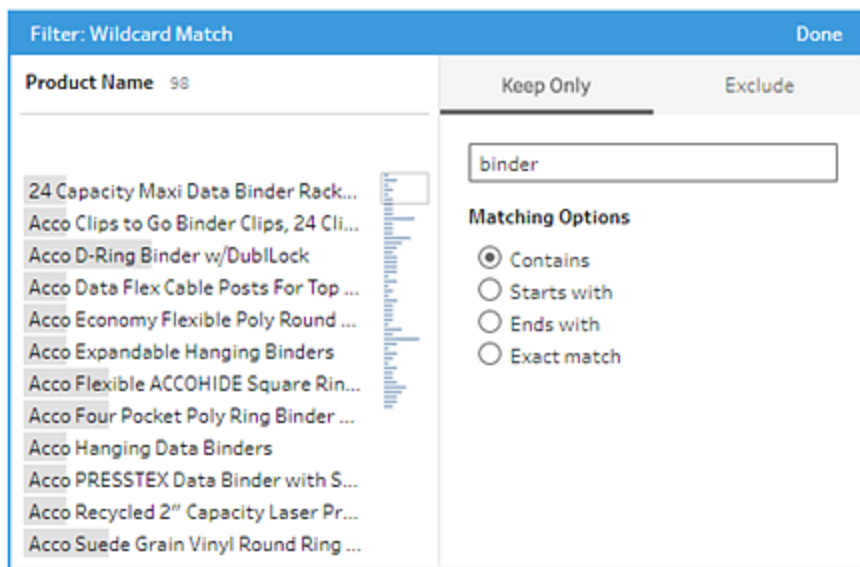 Filter: Wildcard Match
Done
Product Name 98
24 Capacity Maxi Data Binder Rack...
Acco Clips to Go Binder Clips, 24 Cli...
Acco D-Ring Binder w/DublLock
Acco Data Flex Cable Posts For Top ...
Acco Economy Flexible Poly Round ...
Acco Expandable Hanging Binders
Acco Flexible ACCOHIDE Square Rin...
Acco Four Pocket Poly Ring Binder ...
Acco Hanging Data Binders
Acco PRESSTEX Data Binder with S...
Acco Recycled 2" Capacity Laser Pr...
Acco Suede Grain Vinyl Round Ring ...
Keep Only
Exclude
binder
Matching Options
Contains
Starts with
Ends with
Exact match